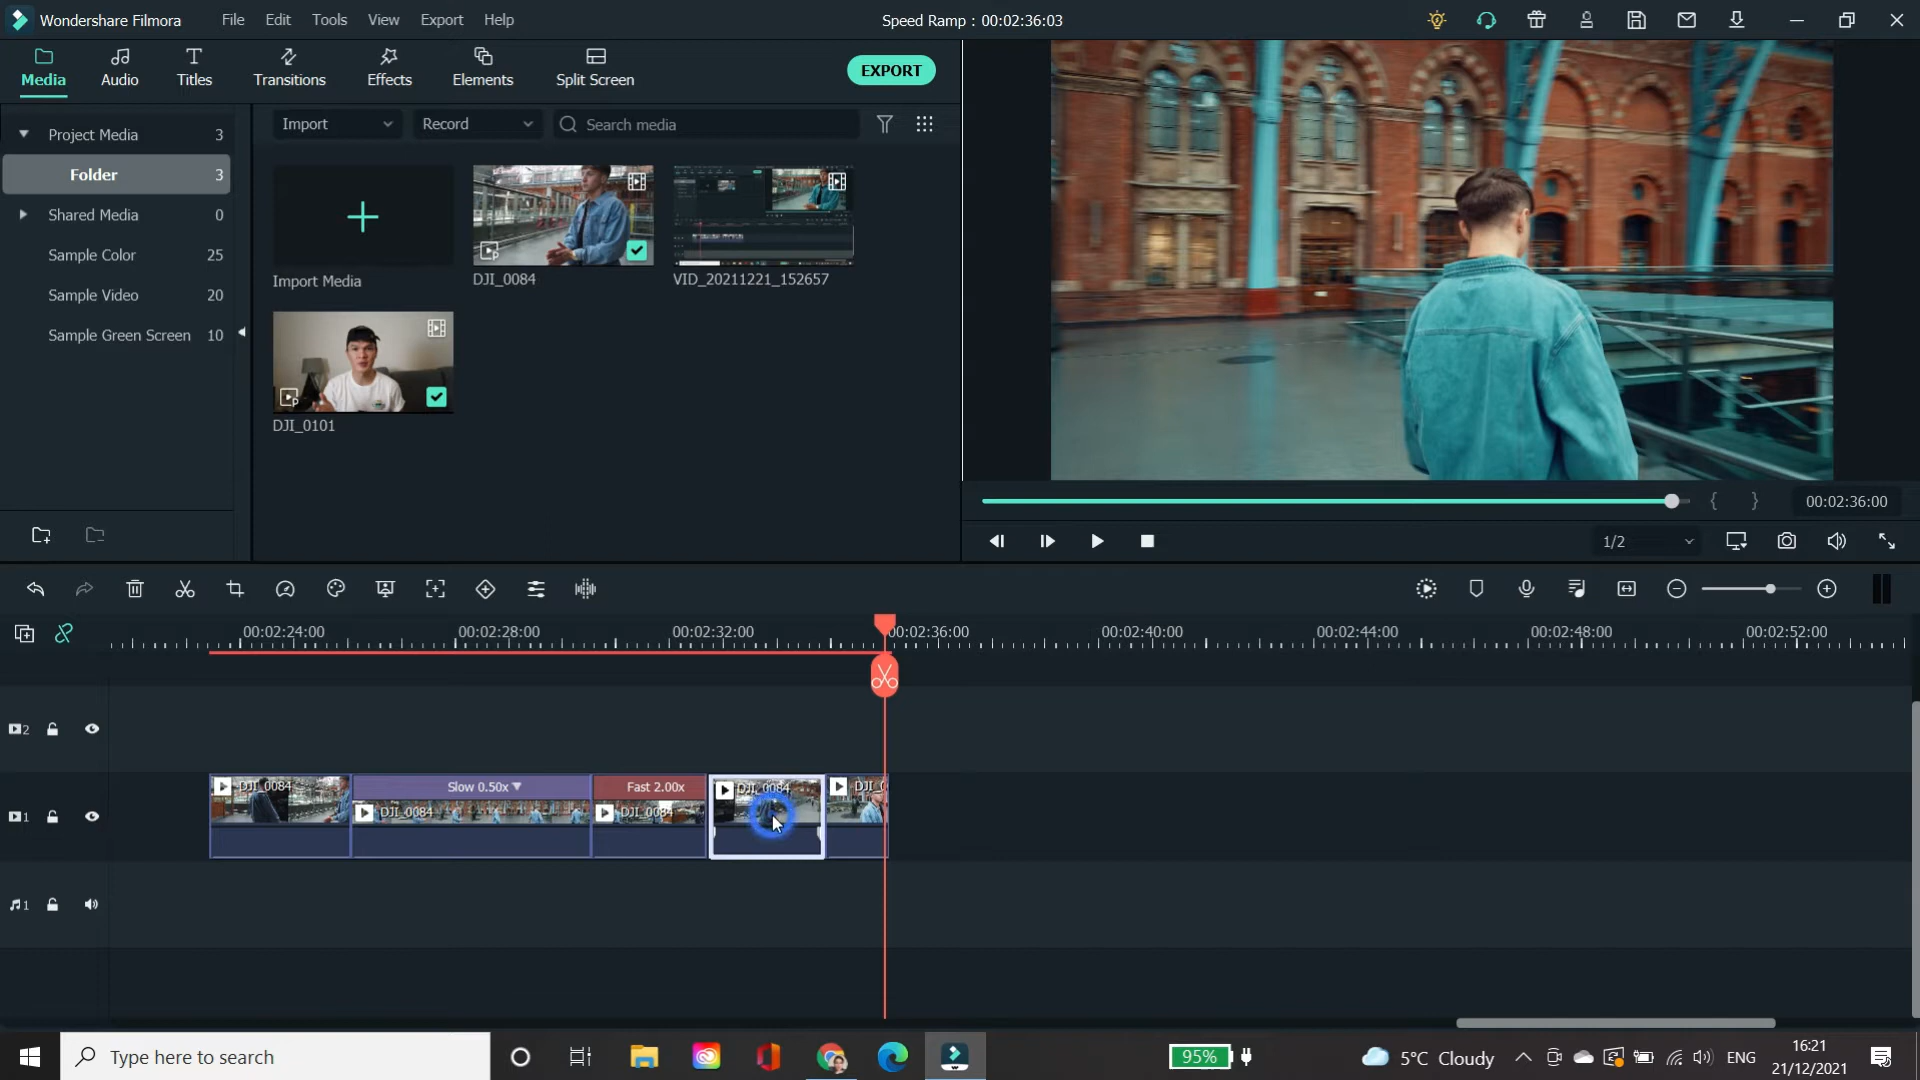 Wondershare Filmora File Edit Tools View Export Help Speed Ramp : 00:02:36:03
Media Audio Titles Transitions Effects Elements Split Screen EXPORT
Project Media 3
Folder 3
Shared Media 0
Sample Color 25
Sample Video 20
Sample Green Screen 10
Import Record Search media
Import Media DJI_0084 VID_20211221_152657
DJI_0101
00:02:36:00
1/2
00:02:24:00 00:02:28:00 00:02:32:00 00:02:36:00 00:02:40:00 00:02:44:00 00:02:48:00 00:02:52:00
2
DJI_0084 Slow 0.50x Fast 2.00x DJI_0084
DJI_0084 DJI_0084
1
1
Type here to search 95% 5°C Cloudy ENG 16:21
21/12/2021